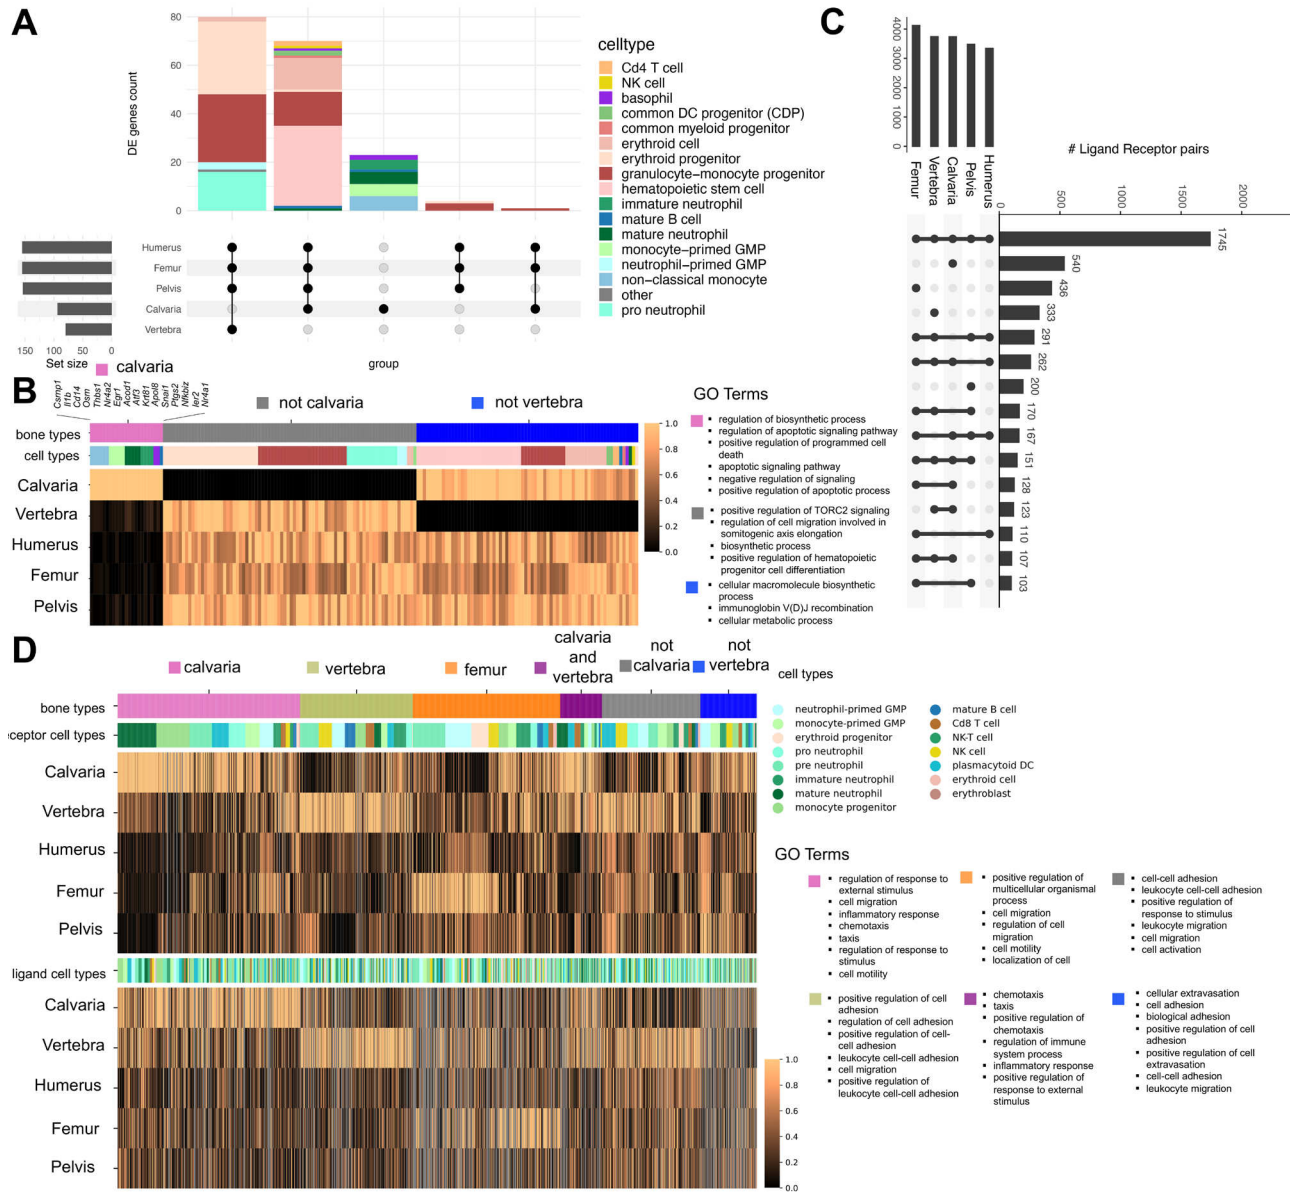 A
DE genes count
80
60
40
20
0
Humerus
Femur
Pelvis
Calvaria
Vertebra
150
100
50
0
Set size
group
celltype
Cd4 T cell
NK cell
basophil
common DC progenitor (CDP)
common myeloid progenitor
erythroid cell
erythroid progenitor
granulocyte-monocyte progenitor
hematopoietic stem cell
immature neutrophil
mature B cell
mature neutrophil
monocyte-primed GMP
neutrophil-primed GMP
non-classical monocyte
other
pro neutrophil
C
4000
3000
2000
1000
0
Femur
Vertebra
Calvaria
Pelvis
Humerus
# Ligand Receptor pairs
0
500
1000
1500
2000
1745
540
436
333
291
262
200
170
167
151
128
123
110
107
103
B
calvaria
Csrnp1
Il1b
Cd14
Osm
Thbs1
Nr4a2
Egr1
Acod1
Atf3
Krt81
Apol8
Snai1
Ptgs2
Nfkbiz
Ier2
Nr4a1
not calvaria
not vertebra
bone types
cell types
Calvaria
Vertebra
Humerus
Femur
Pelvis
1.0
0.8
0.6
0.4
0.2
0.0
GO Terms
regulation of biosynthetic process
regulation of apoptotic signaling pathway
positive regulation of programmed cell
death
apoptotic signaling pathway
negative regulation of signaling
positive regulation of apoptotic process
positive regulation of TORC2 signaling
regulation of cell migration involved in
somitogenic axis elongation
biosynthetic process
positive regulation of hematopoietic
progenitor cell differentiation
cellular macromolecule biosynthetic
process
immunoglobin V(D)J recombination
cellular metabolic process
D
calvaria
vertebra
femur
calvaria
and
vertebra
not
calvaria
not
vertebra
bone types
ceptor cell types
Calvaria
Vertebra
Humerus
Femur
Pelvis
ligand cell types
Calvaria
Vertebra
Humerus
Femur
Pelvis
1.0
0.8
0.6
0.4
0.2
0.0
cell types
neutrophil-primed GMP
monocyte-primed GMP
erythroid progenitor
pro neutrophil
pre neutrophil
immature neutrophil
mature neutrophil
monocyte progenitor
mature B cell
Cd8 T cell
NK-T cell
NK cell
plasmacytoid DC
erythroid cell
erythroblast
GO Terms
regulation of response to
external stimulus
cell migration
inflammatory response
chemotaxis
taxis
regulation of response to
stimulus
cell motility
positive regulation of
multicellular organismal
process
cell migration
regulation of cell
migration
cell motility
localization of cell
cell-cell adhesion
leukocyte cell-cell adhesion
positive regulation of
response to stimulus
leukocyte migration
cell migration
cell activation
positive regulation of cell
adhesion
regulation of cell adhesion
positive regulation of cell-
cell adhesion
leukocyte cell-cell adhesion
cell migration
positive regulation of
leukocyte cell-cell adhesion
chemotaxis
taxis
positive regulation of
chemotaxis
regulation of immune
system process
inflammatory response
positive regulation of
response to external
stimulus
cellular extravasation
cell adhesion
biological adhesion
positive regulation of cell
adhesion
positive regulation of cell
extravasation
cell-cell adhesion
leukocyte migration